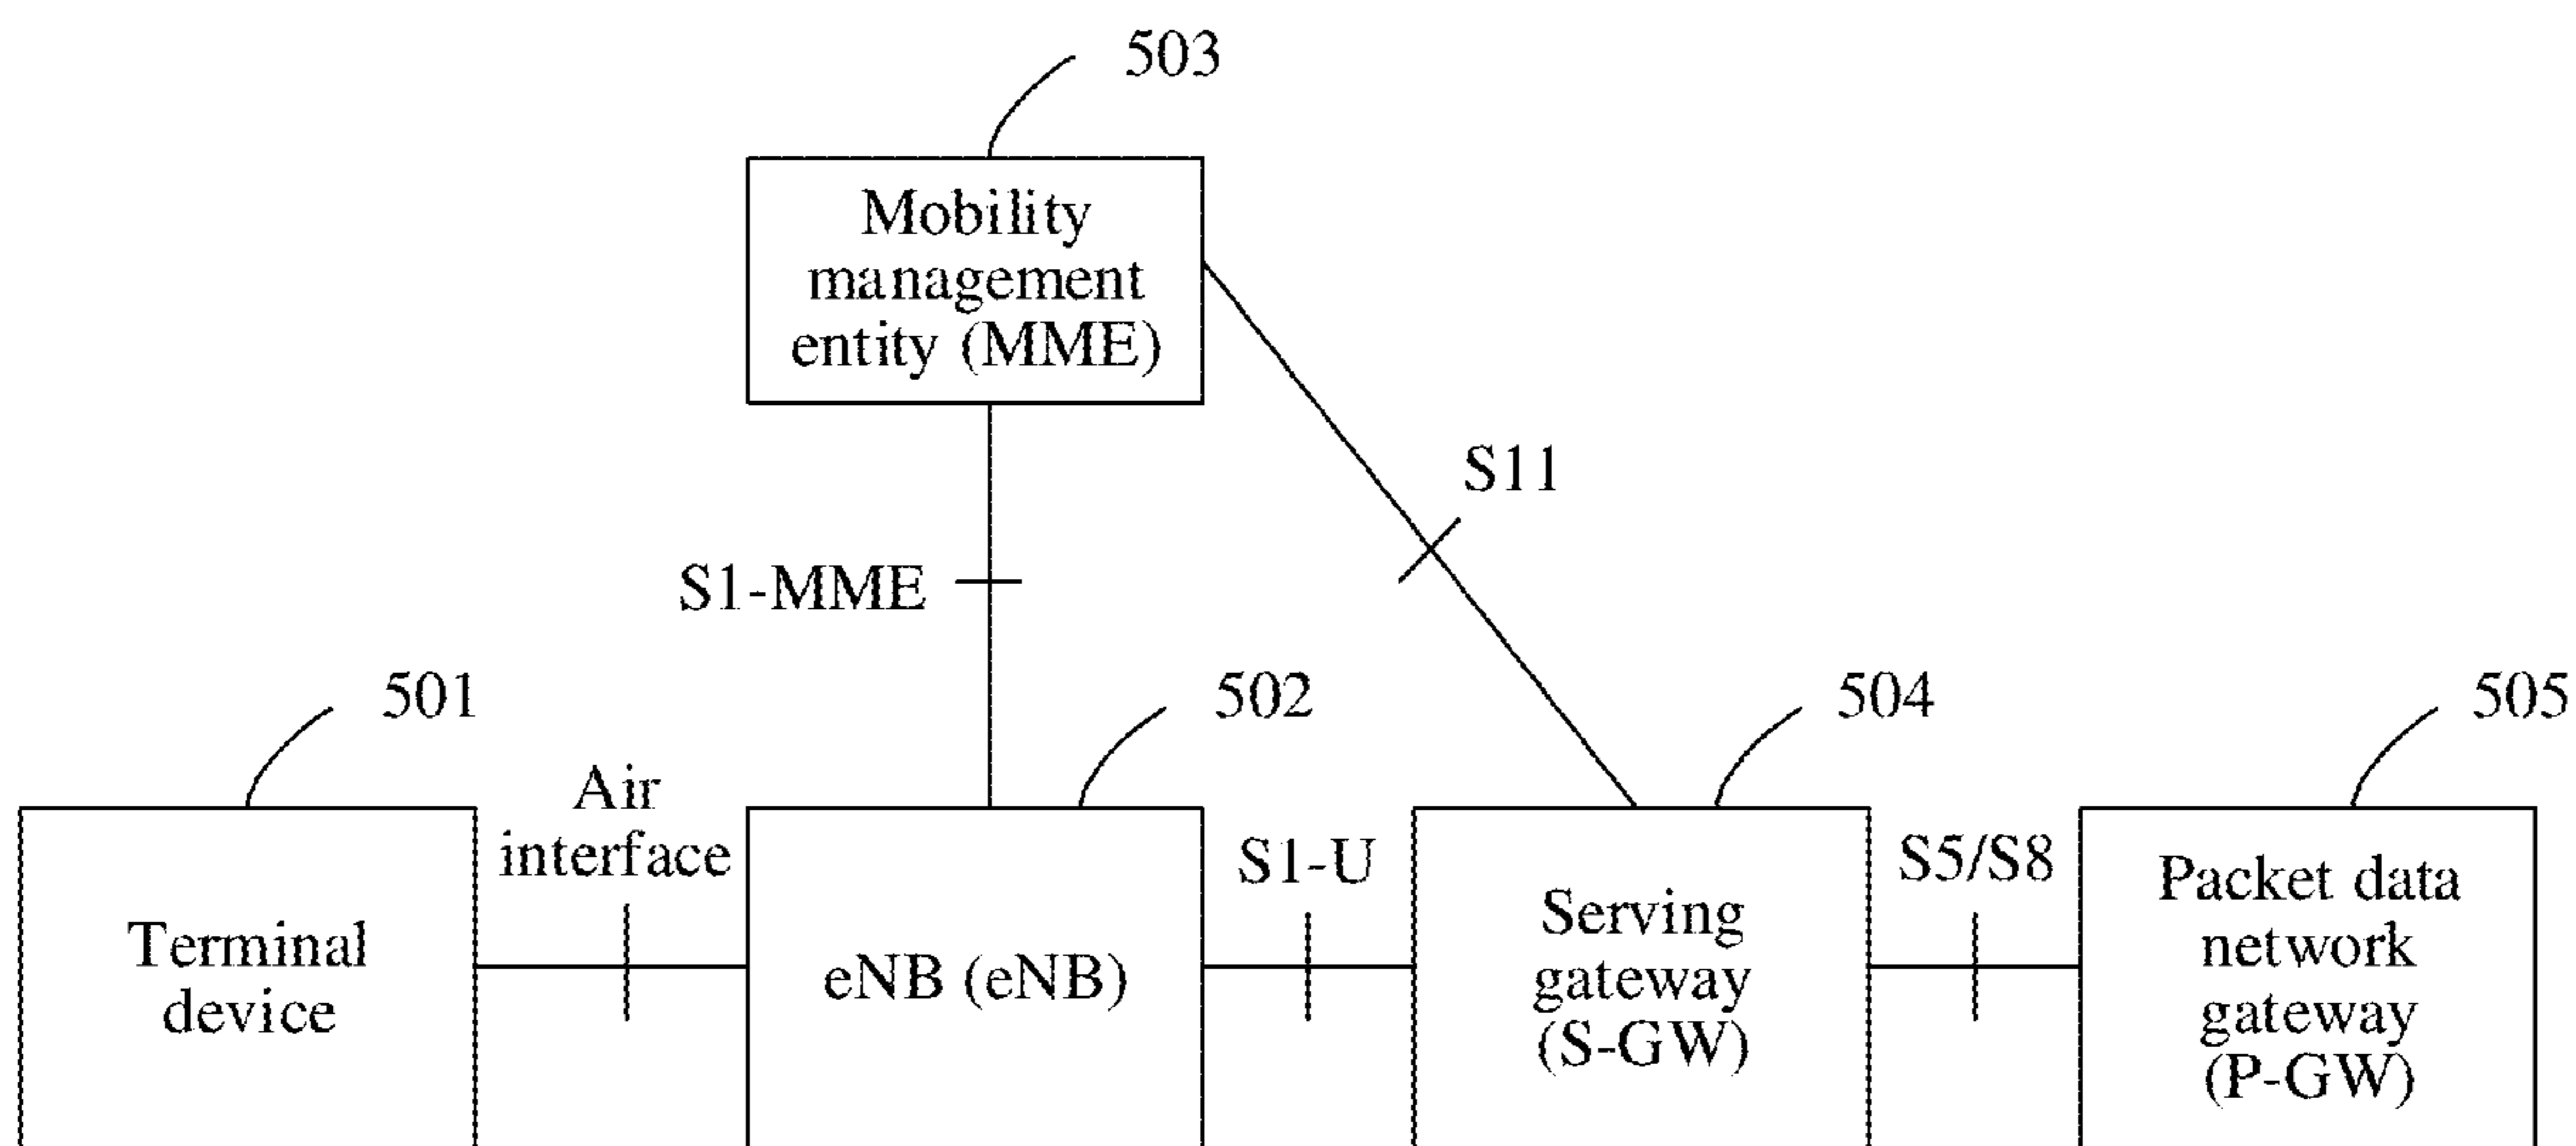 503
Mobility
management
entity (MME)
S11
S1-MME
501
502
504
505
Air
interface
S1-U
S5/S8
Terminal
device
eNB (eNB)
Serving
gateway
(S-GW)
Packet data
network
gateway
(P-GW)